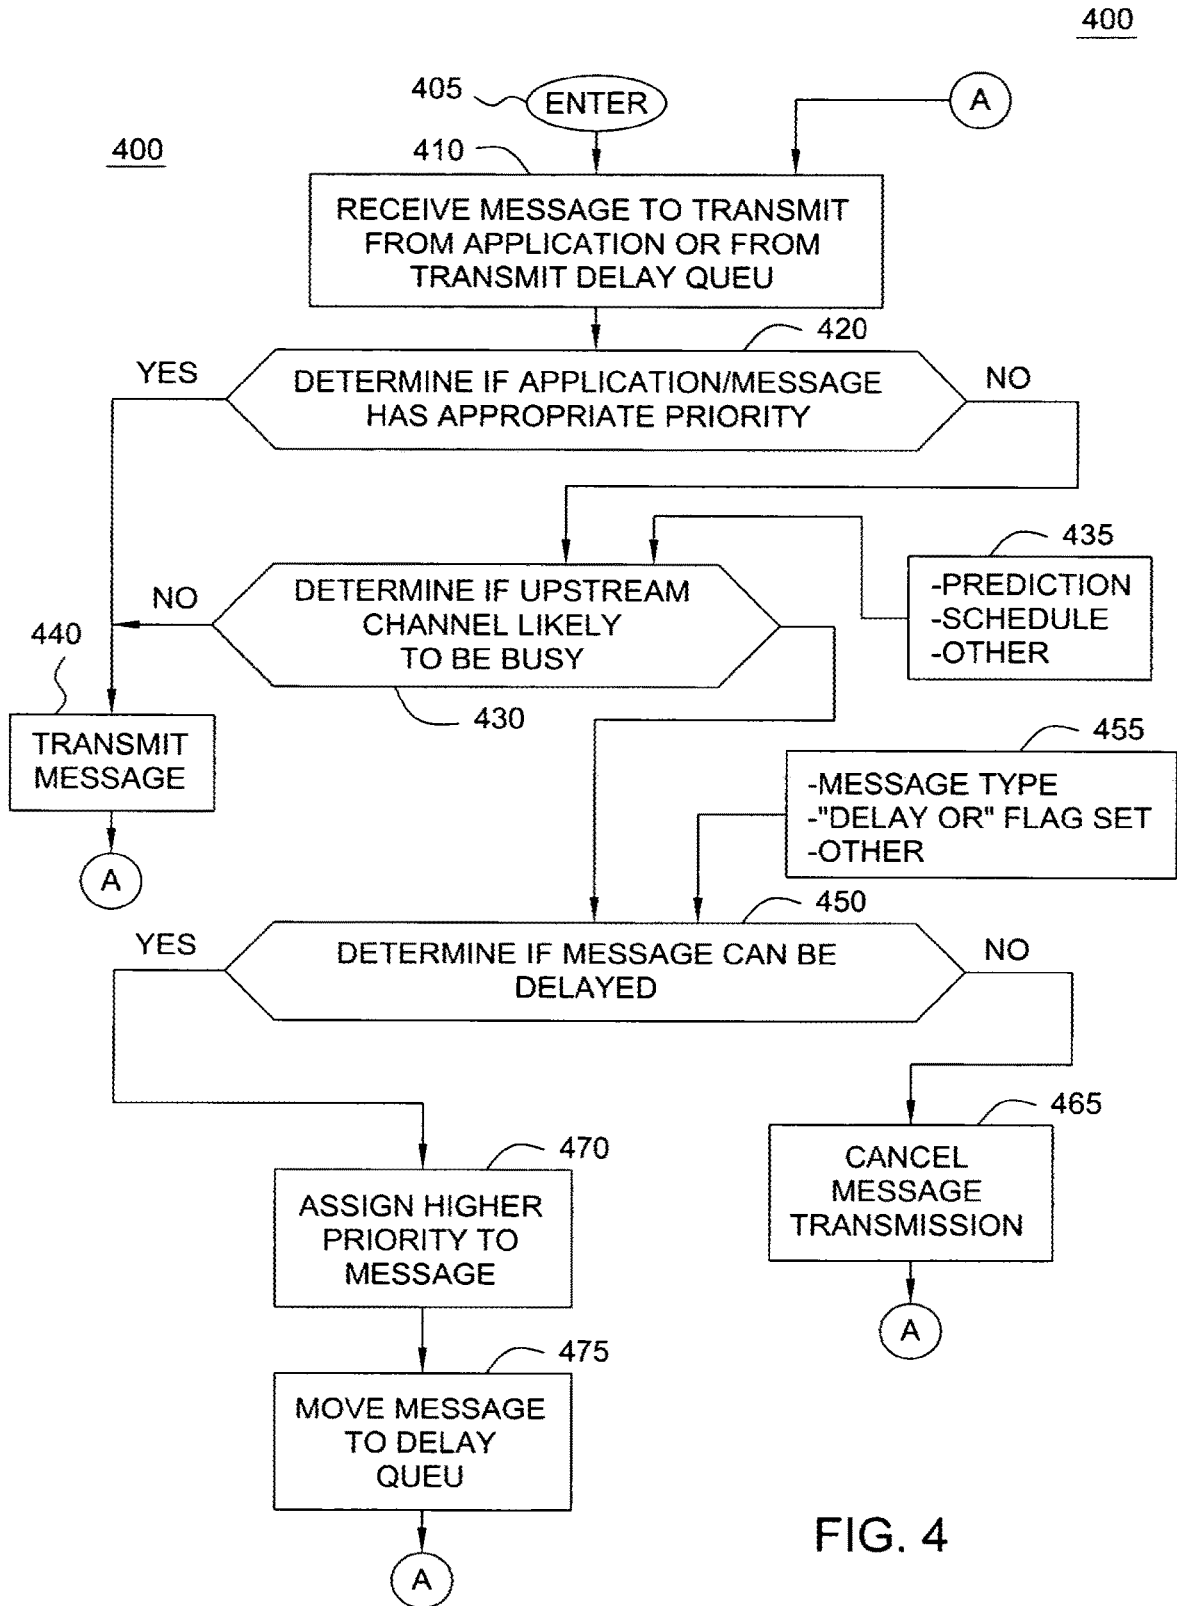 400
405
ENTER
A
400
410
RECEIVE MESSAGE TO TRANSMIT
FROM APPLICATION OR FROM
TRANSMIT DELAY QUEU
420
YES
DETERMINE IF APPLICATION/MESSAGE
HAS APPROPRIATE PRIORITY
NO
435
-PREDICTION
-SCHEDULE
-OTHER
NO
DETERMINE IF UPSTREAM
CHANNEL LIKELY
TO BE BUSY
430
440
TRANSMIT
MESSAGE
A
455
-MESSAGE TYPE
-"DELAY OR" FLAG SET
-OTHER
450
YES
DETERMINE IF MESSAGE CAN BE
DELAYED
NO
465
CANCEL
MESSAGE
TRANSMISSION
A
470
ASSIGN HIGHER
PRIORITY TO
MESSAGE
475
MOVE MESSAGE
TO DELAY
QUEU
A
FIG. 4